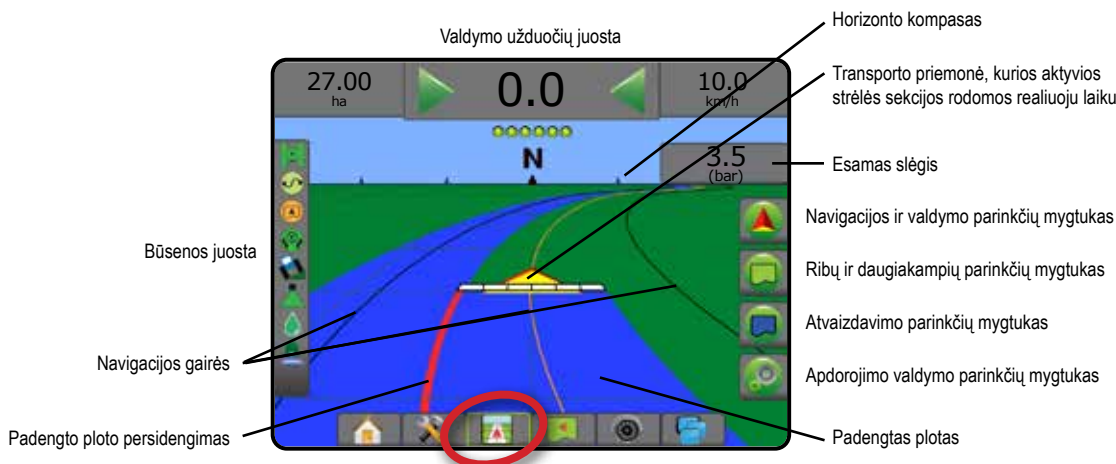 Horizonto kompasas
Valdymo užduočių juosta
Transporto priemonė, kurios aktyvios
strėlės sekcijos rodomos realiuoju laiku
27.00
ha
0.0
10.0
km/h
N
3.5
(bar)
Esamas slėgis
Navigacijos ir valdymo parinkčių mygtukas
Būsenos juosta
Ribų ir daugiakampių parinkčių mygtukas
Atvaizdavimo parinkčių mygtukas
Navigacijos gairės
Apdorojimo valdymo parinkčių mygtukas
Padengto ploto persidengimas
Padengtas plotas